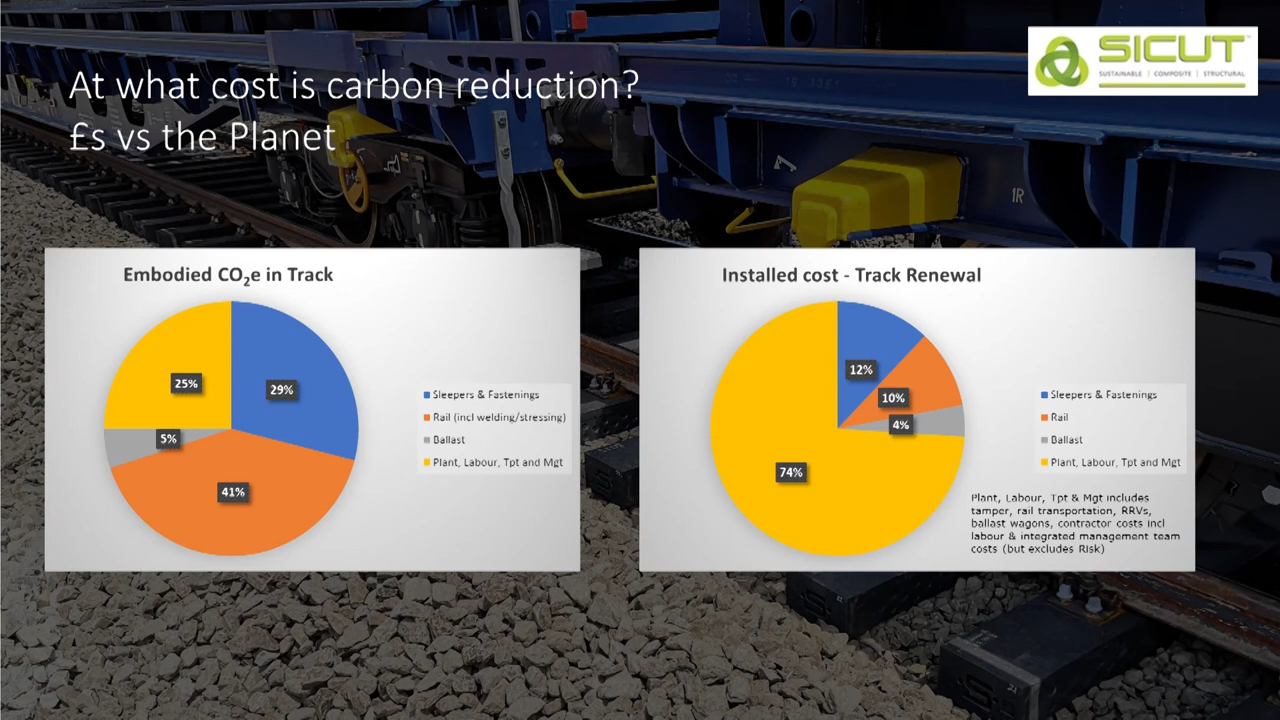 At what cost is carbon reduction?
£s vs the Planet
SICUT
SUSTAINABLE | COMPOSITE | STRUCTURAL
1R
Embodied CO₂e in Track
25%
29%
5%
41%
Sleepers & Fastenings
Rail (incl welding/stressing)
Ballast
Plant, Labour, Tpt and Mgt
Installed cost - Track Renewal
12%
10%
4%
74%
Sleepers & Fastenings
Rail
Ballast
Plant, Labour, Tpt and Mgt
Plant, Labour, Tpt & Mgt includes
tamper, rail transportation, RRVs,
ballast wagons, contractor costs incl
labour & integrated management team
costs (but excludes Risk)